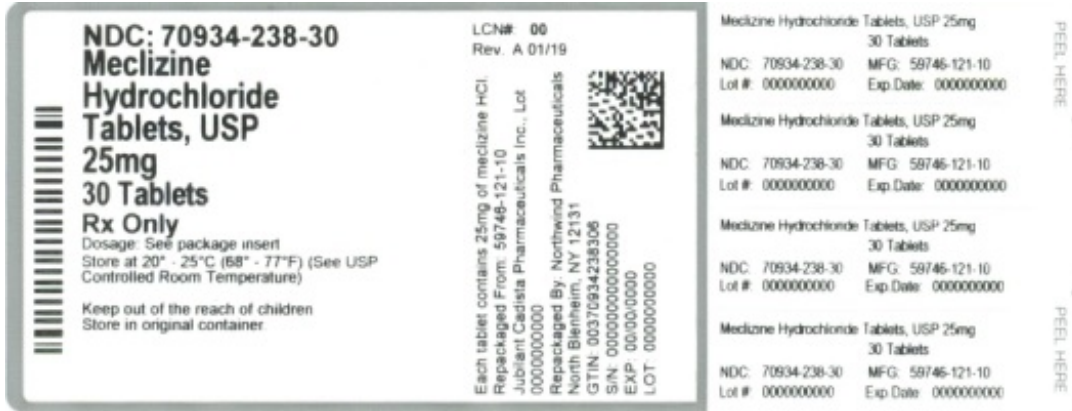 NDC: 70934-238-30
Meclizine
Hydrochloride
Tablets, USP
25mg
30 Tablets
Rx Only
Dosage: See package insert
Store at 20° - 25°C (68° - 77°F) (See USP
Controlled Room Temperature)
Keep out of the reach of children
Store in original container
LCN#: 00
Rev. A 01/19
Each tablet contains 25mg of meclizine HCl.
Repackaged From: 59746-121-10
Jubilant Cadista Pharmaceuticals Inc., Lot
0000000000
Repackaged By: Northwind Pharmaceuticals
North Blenheim, NY 12131
GTIN: 00370934238306
S/N: 00000000000000
EXP: 00/00/0000
LOT: 0000000000
Meclizine Hydrochloride Tablets, USP 25mg
30 Tablets
NDC: 70934-238-30 MFG: 59746-121-10
Lot #: 0000000000 Exp.Date: 0000000000
Meclizine Hydrochloride Tablets, USP 25mg
30 Tablets
NDC: 70934-238-30 MFG: 59746-121-10
Lot #: 0000000000 Exp.Date: 0000000000
Meclizine Hydrochloride Tablets, USP 25mg
30 Tablets
NDC: 70934-238-30 MFG: 59746-121-10
Lot #: 0000000000 Exp.Date: 0000000000
Meclizine Hydrochloride Tablets, USP 25mg
30 Tablets
NDC: 70934-238-30 MFG: 59746-121-10
Lot #: 0000000000 Exp.Date: 0000000000
PEEL HERE
PEEL HERE